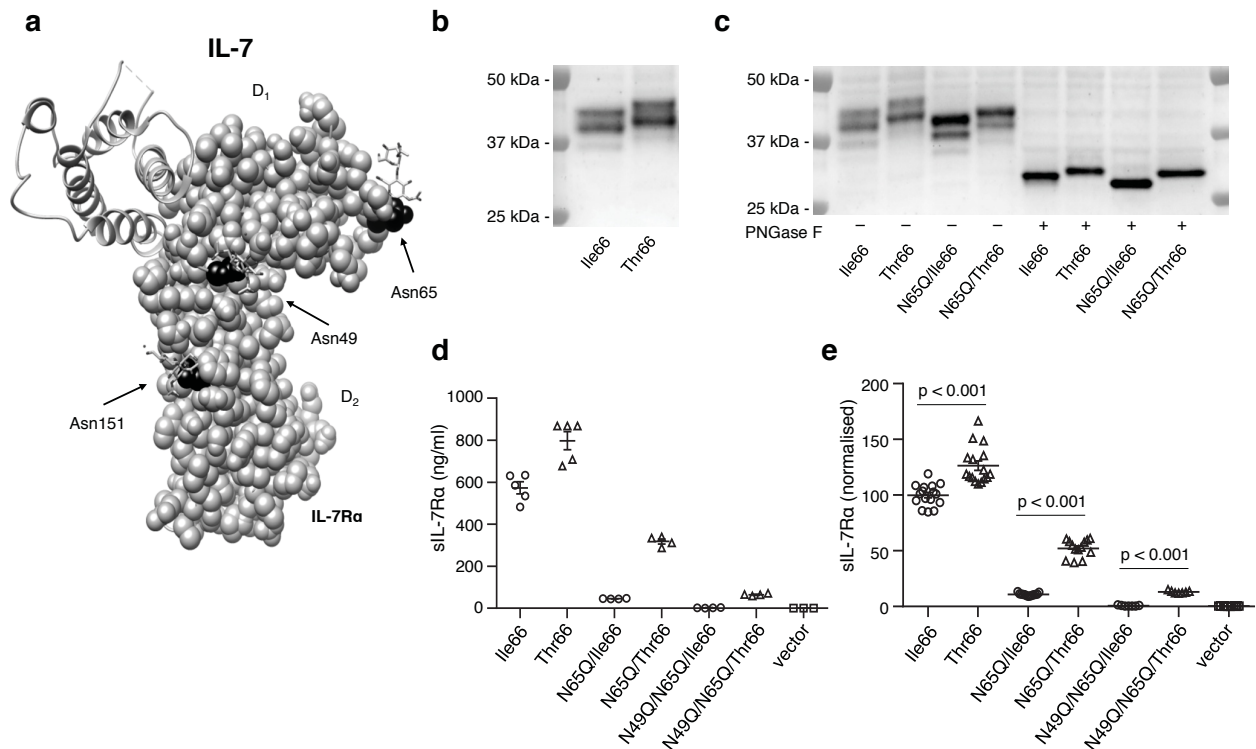 a
IL-7
D1
Asn65
Asn49
Asn151
D2
IL-7Rα
b
50 kDa -
37 kDa -
25 kDa -
Ile66
Thr66
c
50 kDa -
37 kDa -
25 kDa -
PNGase F − − − − + + + +
Ile66
Thr66
N65Q/Ile66
N65Q/Thr66
Ile66
Thr66
N65Q/Ile66
N65Q/Thr66
d
sIL-7Rα (ng/ml)
1000
800
600
400
200
0
Ile66
Thr66
N65Q/Ile66
N65Q/Thr66
N49Q/N65Q/Ile66
N49Q/N65Q/Thr66
vector
e
sIL-7Rα (normalised)
200
150
100
50
0
p < 0.001
p < 0.001
p < 0.001
Ile66
Thr66
N65Q/Ile66
N65Q/Thr66
N49Q/N65Q/Ile66
N49Q/N65Q/Thr66
vector